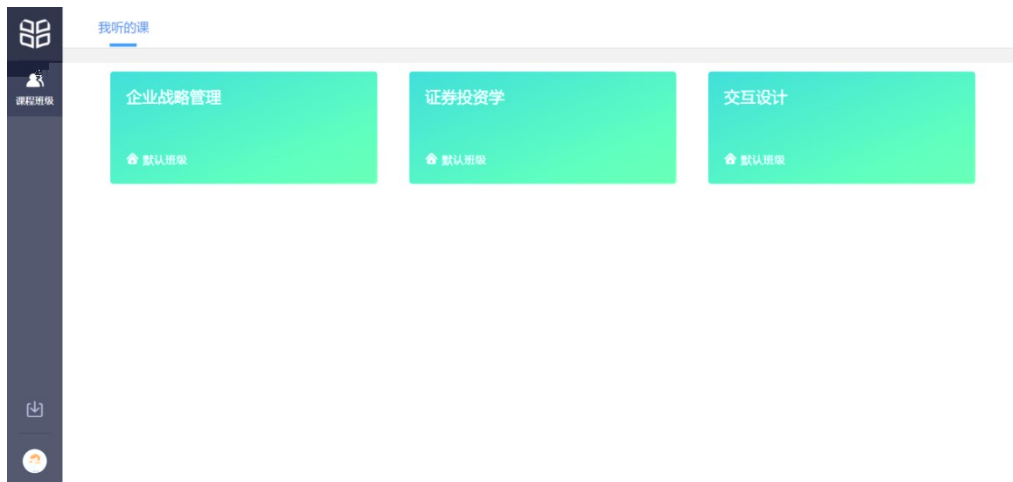 我听的课
课程班级
企业战略管理
默认班级
证券投资学
默认班级
交互设计
默认班级